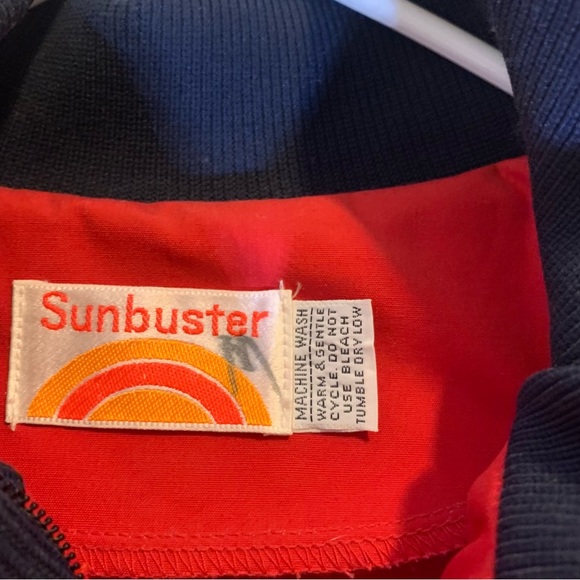 Sunbuster
MACHINE WASH
WARM & GENTLE
CYCLE. DO NOT
USE BLEACH
TUMBLE DRY LOW